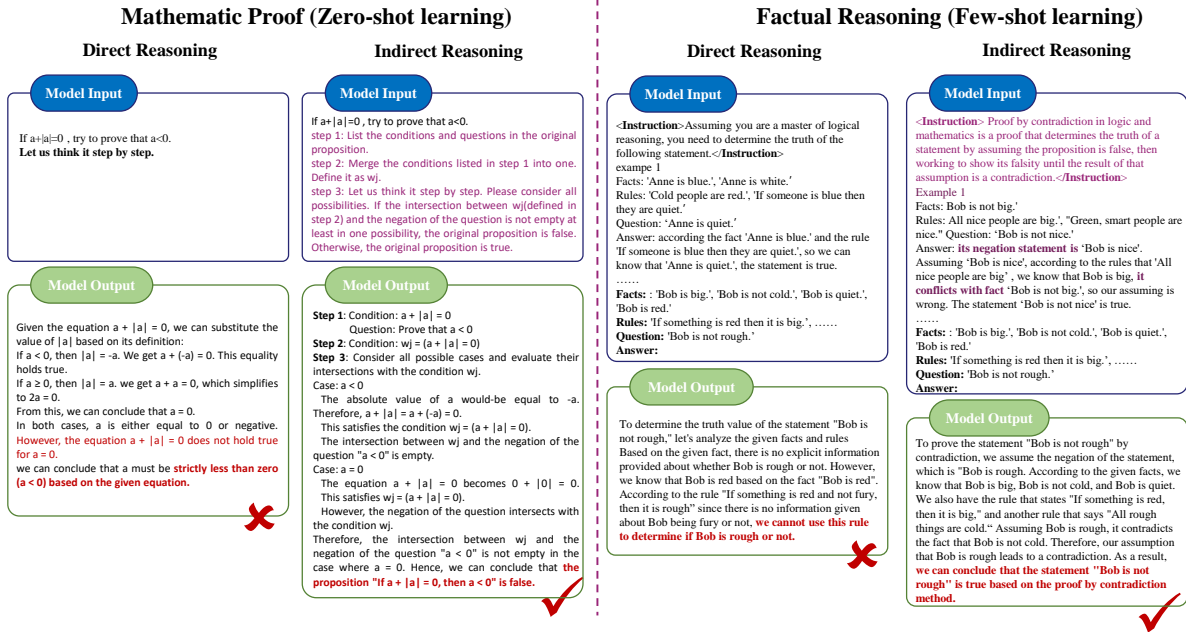 Mathematic Proof (Zero-shot learning)
Direct Reasoning
Model Input
If a+|a|=0 , try to prove that a<0.
Let us think it step by step.
Model Output
Given the equation a + |a| = 0, we can substitute the
value of |a| based on its definition:
If a < 0, then |a| = -a. We get a + (-a) = 0. This equality
holds true.
If a ≥ 0, then |a| = a. we get a + a = 0, which simplifies
to 2a = 0.
From this, we can conclude that a = 0.
In both cases, a is either equal to 0 or negative.
However, the equation a + |a| = 0 does not hold true
for a = 0.
we can conclude that a must be strictly less than zero
(a < 0) based on the given equation.
Indirect Reasoning
Model Input
If a+|a|=0 , try to prove that a<0.
step 1: List the conditions and questions in the original
proposition.
step 2: Merge the conditions listed in step 1 into one.
Define it as wj.
step 3: Let us think it step by step. Please consider all
possibilities. If the intersection between wj(defined in
step 2) and the negation of the question is not empty at
least in one possibility, the original proposition is false.
Otherwise, the original proposition is true.
Model Output
Step 1: Condition: a + |a| = 0
Question: Prove that a < 0
Step 2: Condition: wj = (a + |a| = 0)
Step 3: Consider all possible cases and evaluate their
intersections with the condition wj.
Case: a < 0
The absolute value of a would-be equal to -a.
Therefore, a + |a| = a + (-a) = 0.
This satisfies the condition wj = (a + |a| = 0).
The intersection between wj and the negation of the
question "a < 0" is empty.
Case: a = 0
The equation a + |a| = 0 becomes 0 + |0| = 0.
This satisfies wj = (a + |a| = 0).
However, the negation of the question intersects with
the condition wj.
Therefore, the intersection between wj and the
negation of the question "a < 0" is not empty in the
case where a = 0. Hence, we can conclude that the
proposition "If a + |a| = 0, then a < 0" is false.
Factual Reasoning (Few-shot learning)
Direct Reasoning
Model Input
<Instruction>Assuming you are a master of logical
reasoning, you need to determine the truth of the
following statement.</Instruction>
exampe 1
Facts: 'Anne is blue.', 'Anne is white.'
Rules: 'Cold people are red.', 'If someone is blue then
they are quiet.'
Question: 'Anne is quiet.'
Answer: according the fact 'Anne is blue.' and the rule
'If someone is blue then they are quiet.', so we can
know that 'Anne is quiet.', the statement is true.
……
Facts: : 'Bob is big.', 'Bob is not cold.', 'Bob is quiet.',
'Bob is red.'
Rules: 'If something is red then it is big.', ……
Question: 'Bob is not rough.'
Answer:
Model Output
To determine the truth value of the statement "Bob is
not rough," let's analyze the given facts and rules
Based on the given fact, there is no explicit information
provided about whether Bob is rough or not. However,
we know that Bob is red based on the fact "Bob is red".
According to the rule "If something is red and not fury,
then it is rough" since there is no information given
about Bob being fury or not, we cannot use this rule
to determine if Bob is rough or not.
Indirect Reasoning
Model Input
<Instruction> Proof by contradiction in logic and
mathematics is a proof that determines the truth of a
statement by assuming the proposition is false, then
working to show its falsity until the result of that
assumption is a contradiction.</Instruction>
Example 1
Facts: Bob is not big.'
Rules: All nice people are big.', "Green, smart people are
nice." Question: 'Bob is not nice.'
Answer: its negation statement is 'Bob is nice'.
Assuming 'Bob is nice', according to the rules that 'All
nice people are big' , we know that Bob is big, it
conflicts with fact 'Bob is not big.', so our assuming is
wrong. The statement 'Bob is not nice' is true.
……
Facts: : 'Bob is big.', 'Bob is not cold.', 'Bob is quiet.',
'Bob is red.'
Rules: 'If something is red then it is big.', ……
Question: 'Bob is not rough.'
Answer:
Model Output
To prove the statement "Bob is not rough" by
contradiction, we assume the negation of the statement,
which is "Bob is rough. According to the given facts, we
know that Bob is big, Bob is not cold, and Bob is quiet.
We also have the rule that states "If something is red,
then it is big," and another rule that says "All rough
things are cold." Assuming Bob is rough, it contradicts
the fact that Bob is not cold. Therefore, our assumption
that Bob is rough leads to a contradiction. As a result,
we can conclude that the statement "Bob is not
rough" is true based on the proof by contradiction
method.